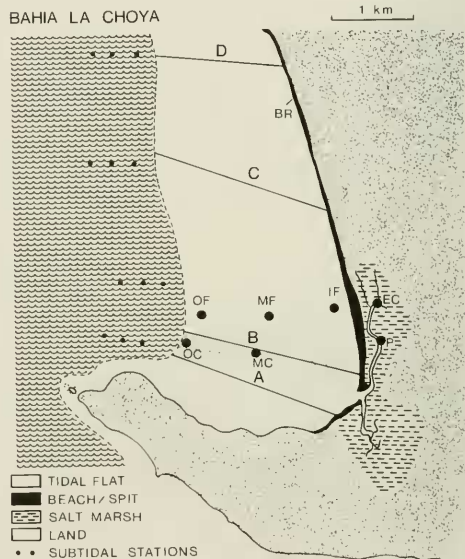 BAHIA LA CHOYA
1 km
D
BR
C
OF
MF
IF
EC
B
P
OC
MC
A
TIDAL FLAT
BEACH/SPIT
SALT MARSH
LAND
SUBTIDAL STATIONS